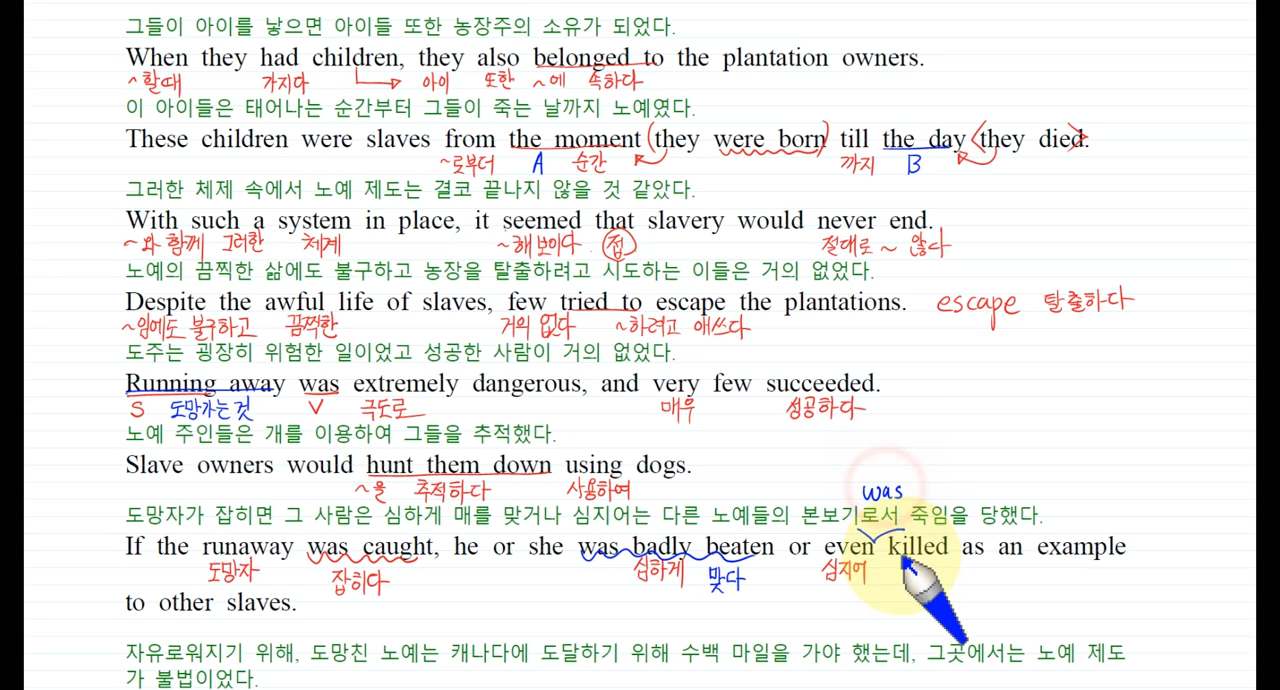 그들이 아이를 낳으면 아이들 또한 농장주의 소유가 되었다.
When they had children, they also belonged to the plantation owners.
~할때 가지다 아이 또한 ~에 속하다
이 아이들은 태어나는 순간부터 그들이 죽는 날까지 노예였다.
These children were slaves from the moment (they were born) till the day <they died>.
~로부터 A 순간 까지 B
그러한 체제 속에서 노예 제도는 결코 끝나지 않을 것 같았다.
With such a system in place, it seemed that slavery would never end.
~와 함께 그러한 체계 ~해 보이다 접 절대로 ~ 않다
노예의 끔찍한 삶에도 불구하고 농장을 탈출하려고 시도하는 이들은 거의 없었다.
Despite the awful life of slaves, few tried to escape the plantations. escape 탈출하다
~임에도 불구하고 끔찍한 거의 없다 ~하려고 애쓰다
도주는 굉장히 위험한 일이었고 성공한 사람이 거의 없었다.
Running away was extremely dangerous, and very few succeeded.
S 도망가는것 V 극도로 매우 성공하다
노예 주인들은 개를 이용하여 그들을 추적했다.
Slave owners would hunt them down using dogs.
~을 추적하다 사용하여
was
도망자가 잡히면 그 사람은 심하게 매를 맞거나 심지어는 다른 노예들의 본보기로서 죽임을 당했다.
If the runaway was caught, he or she was badly beaten or even killed as an example
도망자 잡히다 심하게 맞다 심지어
to other slaves.
자유로워지기 위해, 도망친 노예는 캐나다에 도달하기 위해 수백 마일을 가야 했는데, 그곳에서는 노예 제도
가 불법이었다.